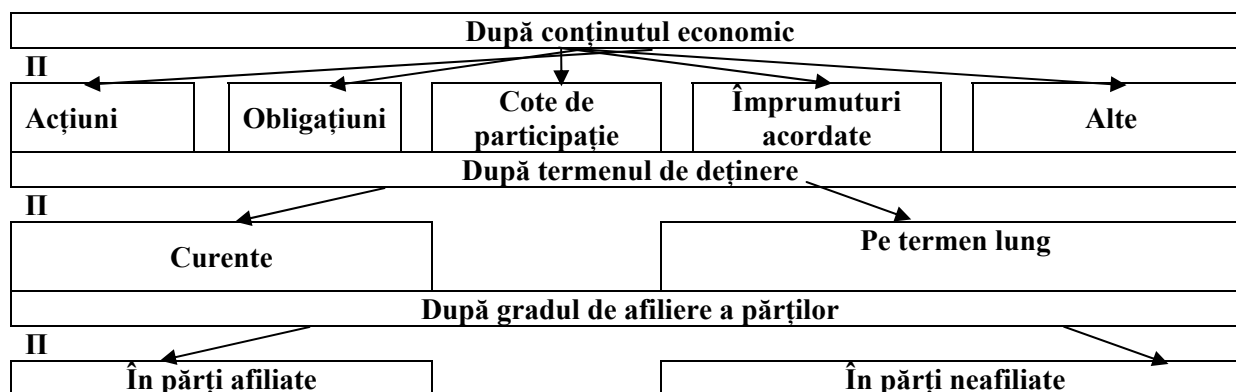 După conținutul economic
П
Acțiuni
Obligațiuni
Cote de
participație
Împrumuturi
acordate
Alte
După termenul de deținere
П
Curente
Pe termen lung
După gradul de afiliere a părților
П
În părți afiliate
În părți neafiliate